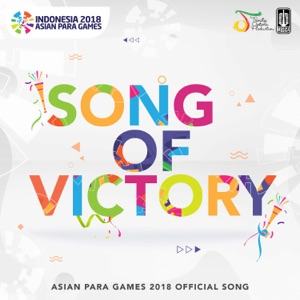 INDONESIA 2018
ASIAN PARA GAMES
SONG
OF
VICTORY
ASIAN PARA GAMES 2018 OFFICIAL SONG